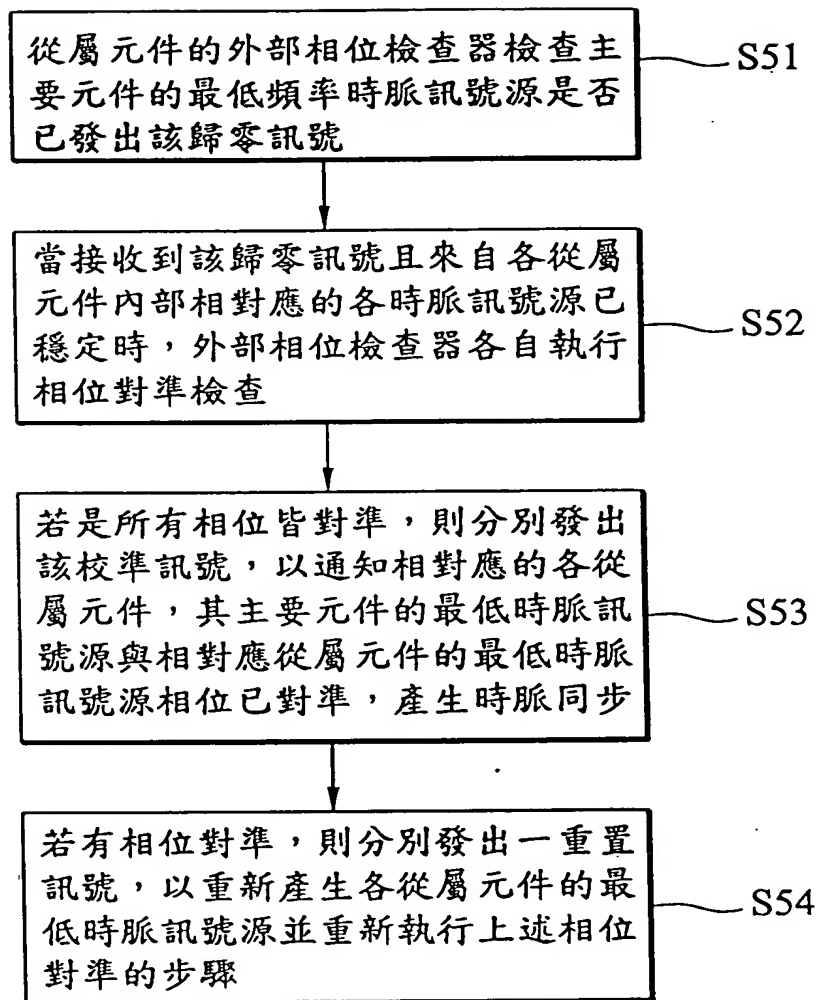 從屬元件的外部相位檢查器檢查主
要元件的最低頻率時脈訊號源是否
已發出該歸零訊號
S51
當接收到該歸零訊號且來自各從屬
元件內部相對應的各時脈訊號源已
穩定時，外部相位檢查器各自執行
相位對準檢查
S52
若是所有相位皆對準，則分別發出
該校準訊號，以通知相對應的各從
屬元件，其主要元件的最低時脈訊
號源與相對應從屬元件的最低時脈
訊號源相位已對準，產生時脈同步
S53
若有相位對準，則分別發出一重置
訊號，以重新產生各從屬元件的最
低時脈訊號源並重新執行上述相位
對準的步驟
S54